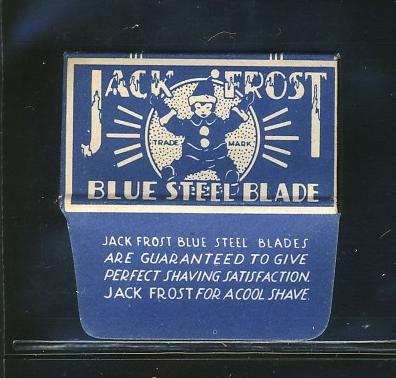 JACK FROST
TRADE MARK
BLUE STEEL BLADE
JACK FROST BLUE STEEL BLADES
ARE GUARANTEED TO GIVE
PERFECT SHAVING SATISFACTION.
JACK FROST FOR A COOL SHAVE.